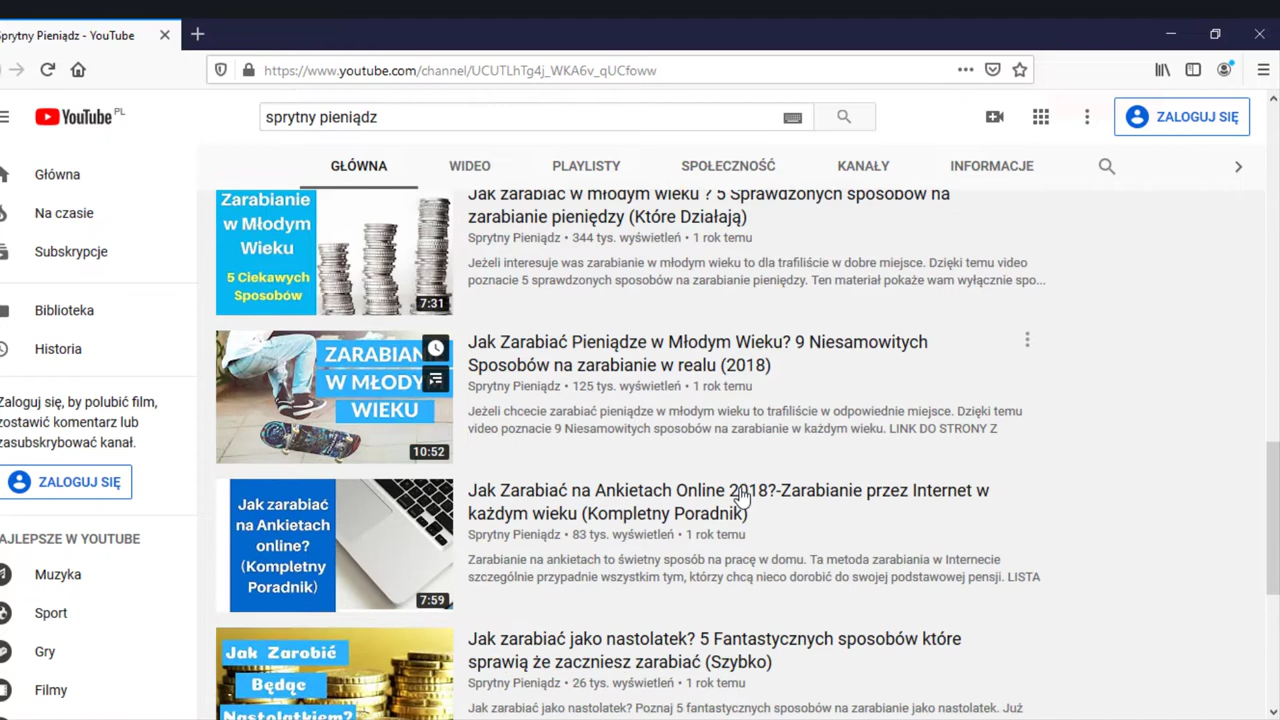 Sprytny Pieniądz - YouTube
https://www.youtube.com/channel/UCUTLhTg4j_WKA6v_qUCfoww
YouTube PL
sprytny pieniądz
ZALOGUJ SIĘ
GŁÓWNA
WIDEO
PLAYLISTY
SPOŁECZNOŚĆ
KANAŁY
INFORMACJE
Główna
Na czasie
Subskrypcje
Biblioteka
Historia
Zaloguj się, by polubić film,
zostawić komentarz lub
zasubskrybować kanał.
ZALOGUJ SIĘ
NAJLEPSZE W YOUTUBE
Muzyka
Sport
Gry
Filmy
Zarabianie
w Młodym
Wieku
5 Ciekawych
Sposobów
7:31
Jak zarabiać w młodym wieku ? 5 Sprawdzonych sposobów na
zarabianie pieniędzy (Które Działają)
Sprytny Pieniądz • 344 tys. wyświetleń • 1 rok temu
Jeżeli interesuje was zarabianie w młodym wieku to dla trafiliście w dobre miejsce. Dzięki temu video
poznacie 5 sprawdzonych sposobów na zarabianie pieniędzy. Ten materiał pokaże wam wyłącznie spo...
ZARABIAN
W MŁODY
WIEKU
10:52
Jak Zarabiać Pieniądze w Młodym Wieku? 9 Niesamowitych
Sposobów na zarabianie w realu (2018)
Sprytny Pieniądz • 125 tys. wyświetleń • 1 rok temu
Jeżeli chcecie zarabiać pieniądze w młodym wieku to trafiliście w odpowiednie miejsce. Dzięki temu
video poznacie 9 Niesamowitych sposobów na zarabianie w każdym wieku. LINK DO STRONY Z
Jak zarabiać
na Ankietach
online?
(Kompletny
Poradnik)
7:59
Jak Zarabiać na Ankietach Online 2018?-Zarabianie przez Internet w
każdym wieku (Kompletny Poradnik)
Sprytny Pieniądz • 83 tys. wyświetleń • 1 rok temu
Zarabianie na ankietach to świetny sposób na pracę w domu. Ta metoda zarabiania w Internecie
szczególnie przypadnie wszystkim tym, którzy chcą nieco dorobić do swojej podstawowej pensji. LISTA
Jak Zarobić
Będąc
Nastolatkiem?
Jak zarabiać jako nastolatek? 5 Fantastycznych sposobów które
sprawią że zaczniesz zarabiać (Szybko)
Sprytny Pieniądz • 26 tys. wyświetleń • 1 rok temu
Jak zarabiać jako nastolatek? Poznaj 5 fantastycznych sposobów na zarabianie jako nastolatek. Już